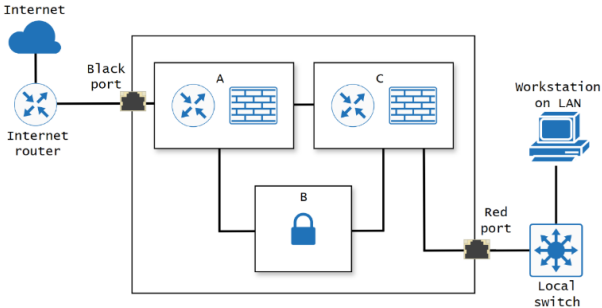 Internet
Black
port
A
C
Workstation
on LAN
Internet
router
B
Red
port
Local
switch